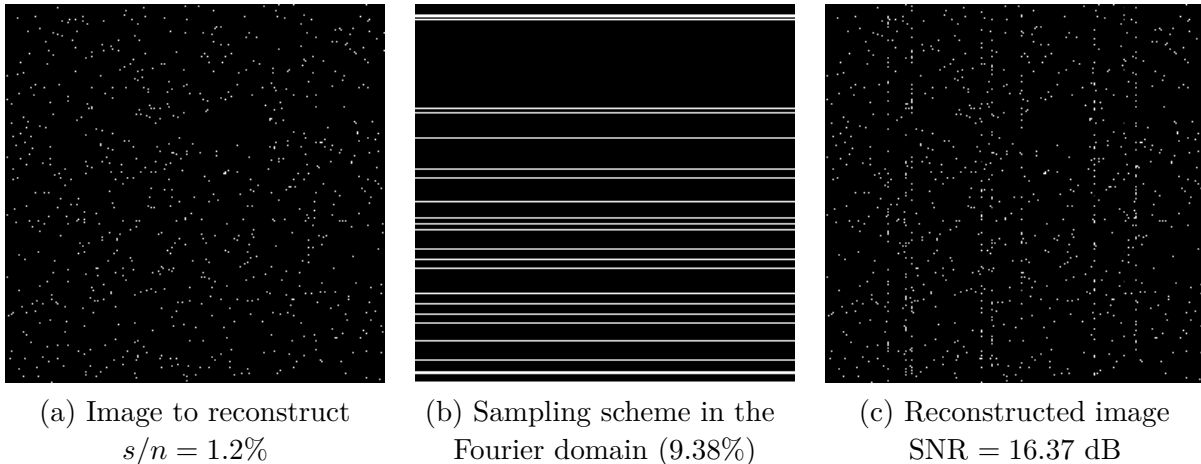 (a) Image to reconstruct
s/n = 1.2%
(b) Sampling scheme in the
Fourier domain (9.38%)
(c) Reconstructed image
SNR = 16.37 dB